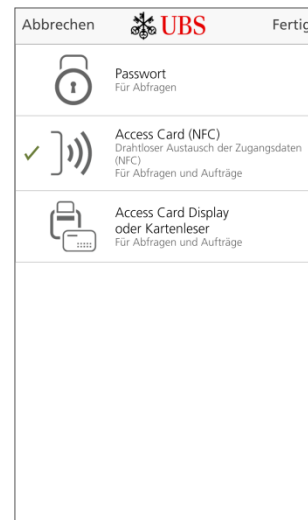 Abbrechen UBS Fertig
Passwort
Für Abfragen
Access Card (NFC)
Drahtloser Austausch der Zugangsdaten
(NFC)
Für Abfragen und Aufträge
Access Card Display
oder Kartenleser
Für Abfragen und Aufträge